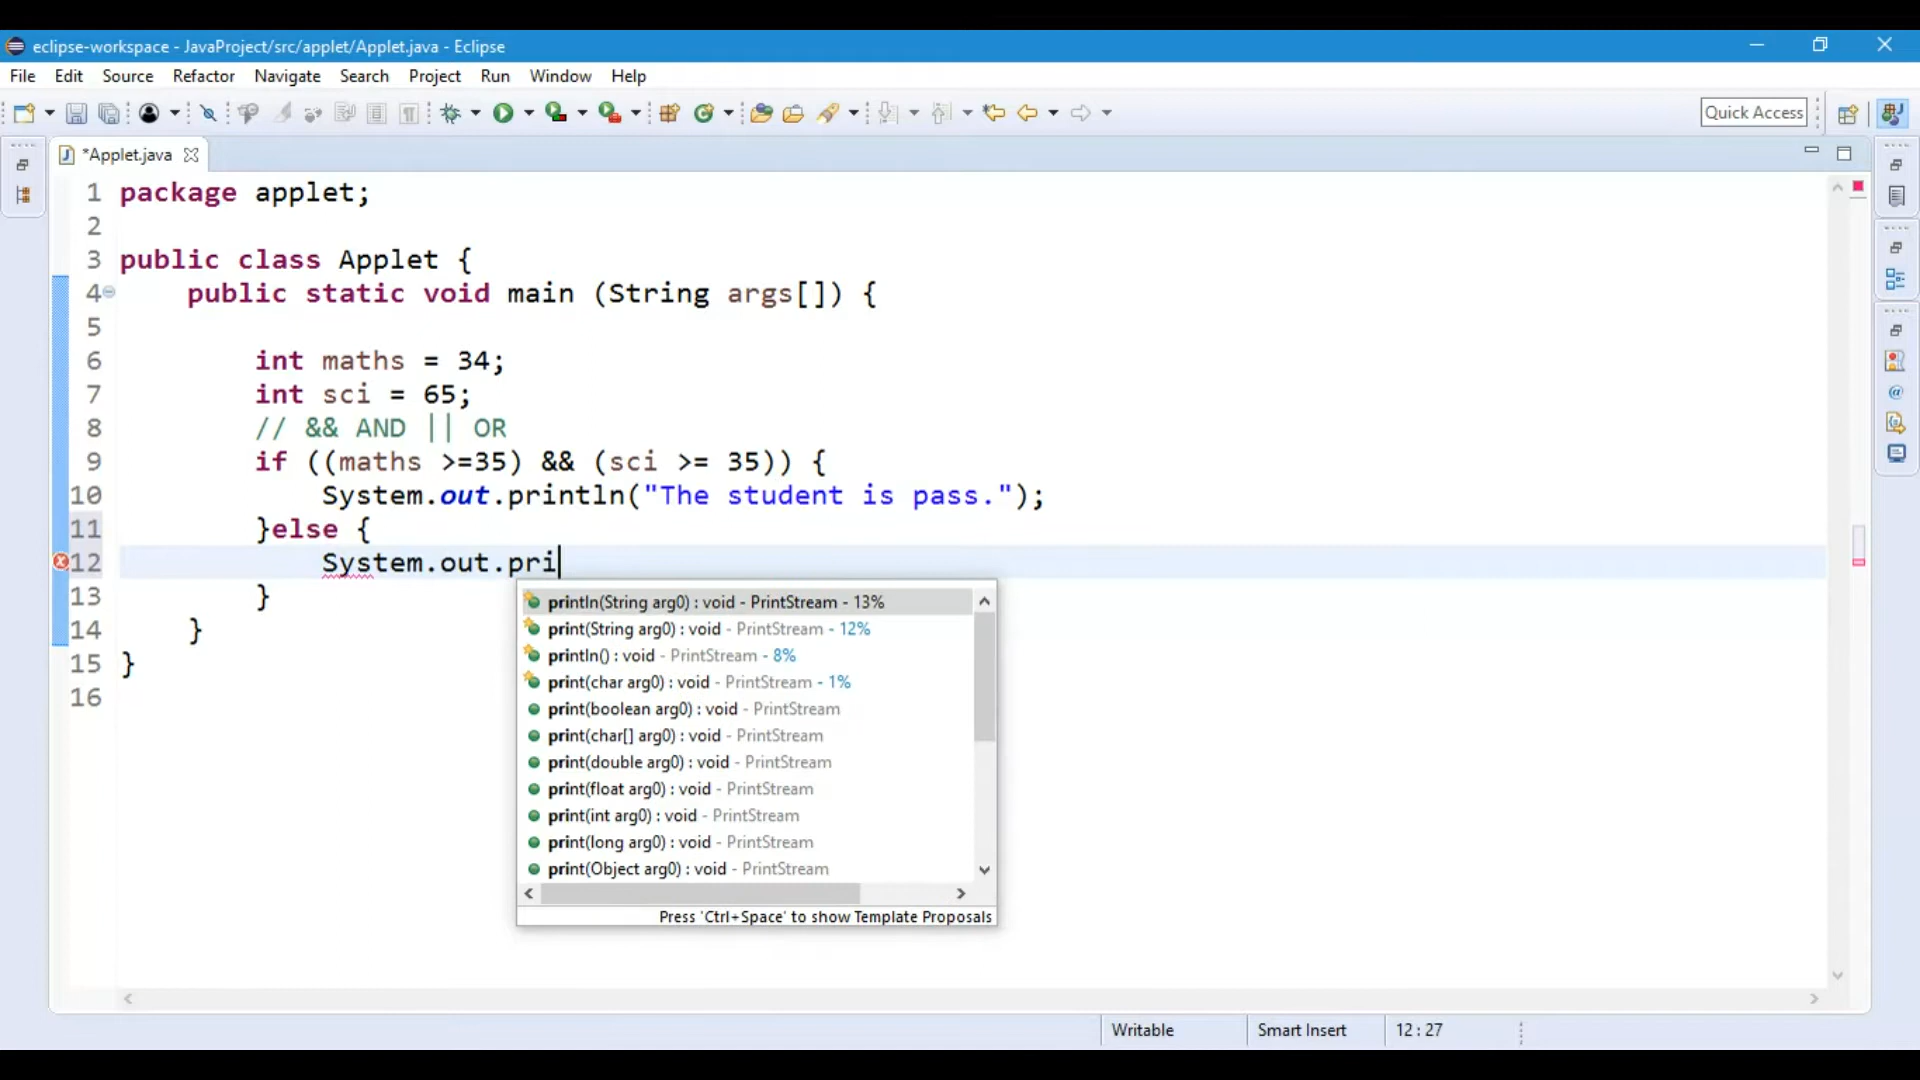 eclipse-workspace - JavaProject/src/applet/Applet.java - Eclipse
File Edit Source Refactor Navigate Search Project Run Window Help
Quick Access
*Applet.java
1 package applet;
2
3 public class Applet {
4 public static void main (String args[]) {
5
6 int maths = 34;
7 int sci = 65;
8 // && AND || OR
9 if ((maths >=35) && (sci >= 35)) {
10 System.out.println("The student is pass.");
11 }else {
12 System.out.pri
13 }
14 }
15 }
16
println(String arg0) : void - PrintStream - 13%
print(String arg0) : void - PrintStream - 12%
println() : void - PrintStream - 8%
print(char arg0) : void - PrintStream - 1%
print(boolean arg0) : void - PrintStream
print(char[] arg0) : void - PrintStream
print(double arg0) : void - PrintStream
print(float arg0) : void - PrintStream
print(int arg0) : void - PrintStream
print(long arg0) : void - PrintStream
print(Object arg0) : void - PrintStream
Press 'Ctrl+Space' to show Template Proposals
Writable Smart Insert 12 : 27